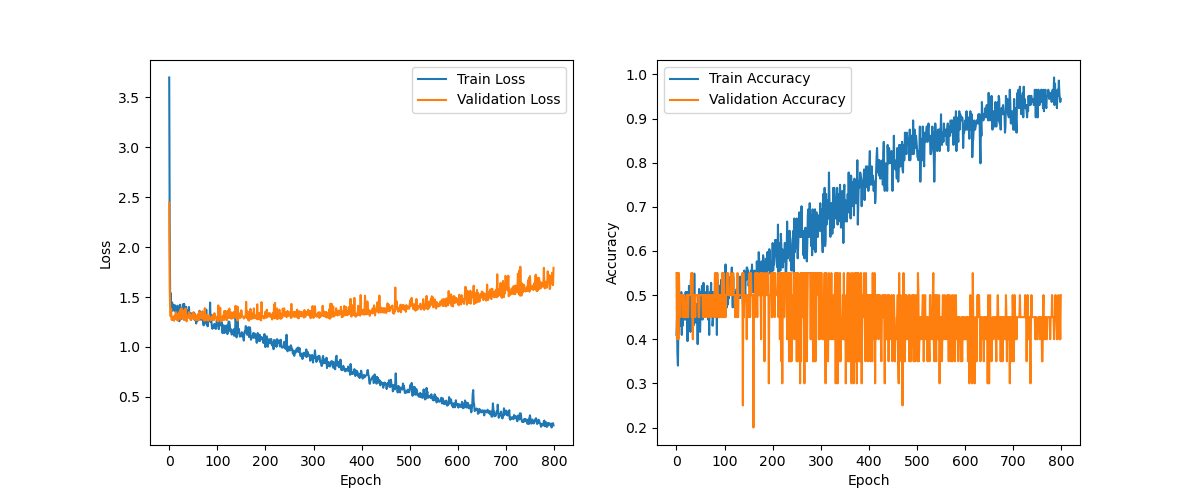 Train Loss
Validation Loss
3.5
3.0
2.5
2.0
1.5
1.0
0.5
Loss
0 100 200 300 400 500 600 700 800
Epoch
Train Accuracy
Validation Accuracy
1.0
0.9
0.8
0.7
0.6
0.5
0.4
0.3
0.2
Accuracy
0 100 200 300 400 500 600 700 800
Epoch